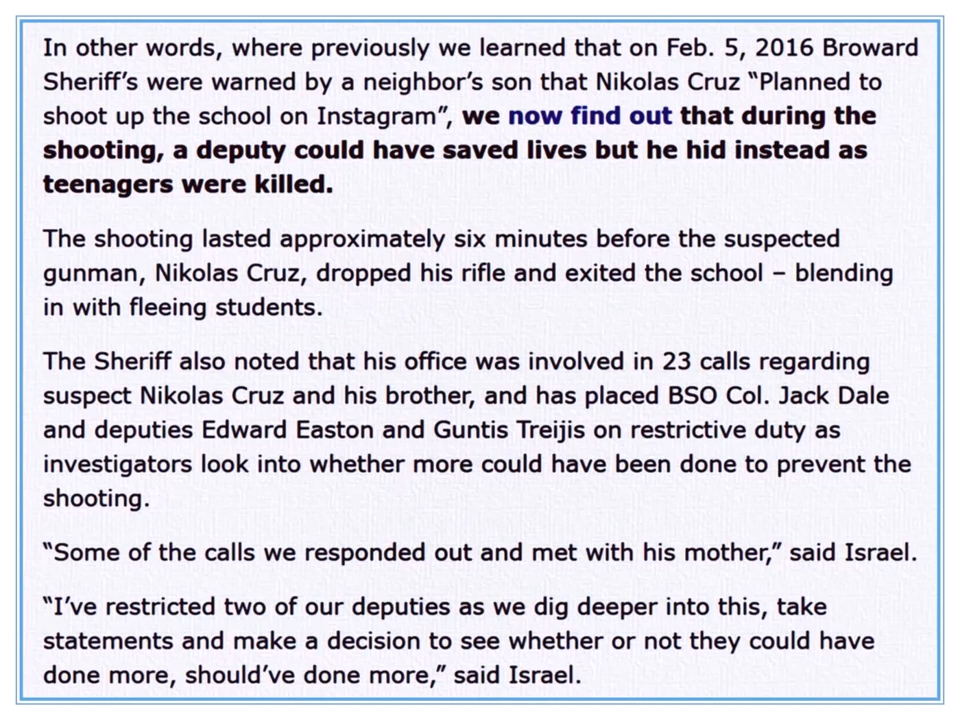 In other words, where previously we learned that on Feb. 5, 2016 Broward
Sheriff’s were warned by a neighbor’s son that Nikolas Cruz “Planned to
shoot up the school on Instagram”, we now find out that during the
shooting, a deputy could have saved lives but he hid instead as
teenagers were killed.
The shooting lasted approximately six minutes before the suspected
gunman, Nikolas Cruz, dropped his rifle and exited the school – blending
in with fleeing students.
The Sheriff also noted that his office was involved in 23 calls regarding
suspect Nikolas Cruz and his brother, and has placed BSO Col. Jack Dale
and deputies Edward Easton and Guntis Treijis on restrictive duty as
investigators look into whether more could have been done to prevent the
shooting.
“Some of the calls we responded out and met with his mother,” said Israel.
“I’ve restricted two of our deputies as we dig deeper into this, take
statements and make a decision to see whether or not they could have
done more, should’ve done more,” said Israel.